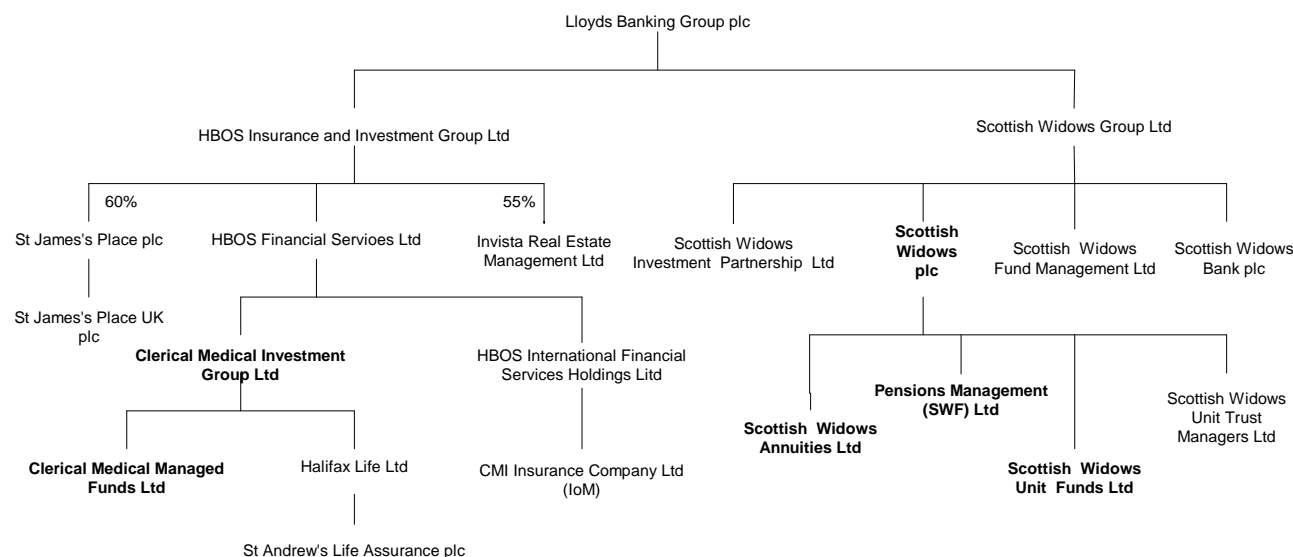 Lloyds Banking Group plc
HBOS Insurance and Investment Group Ltd
Scottish Widows Group Ltd
60%
55%
St James's Place plc
HBOS Financial Servioes Ltd
Invista Real Estate
Management Ltd
Scottish Widows
Investment Partnership Ltd
Scottish
Widows
plc
Scottish Widows
Fund Management Ltd
Scottish Widows
Bank plc
St James's Place UK
plc
Clerical Medical Investment
Group Ltd
HBOS International Financial
Services Holdings Litd
Scottish Widows
Annuities Ltd
Pensions Management
(SWF) Ltd
Scottish Widows
Unit Funds Ltd
Scottish Widows
Unit Trust
Managers Ltd
Clerical Medical Managed
Funds Ltd
Halifax Life Ltd
CMI Insurance Company Ltd
(IoM)
St Andrew's Life Assurance plc